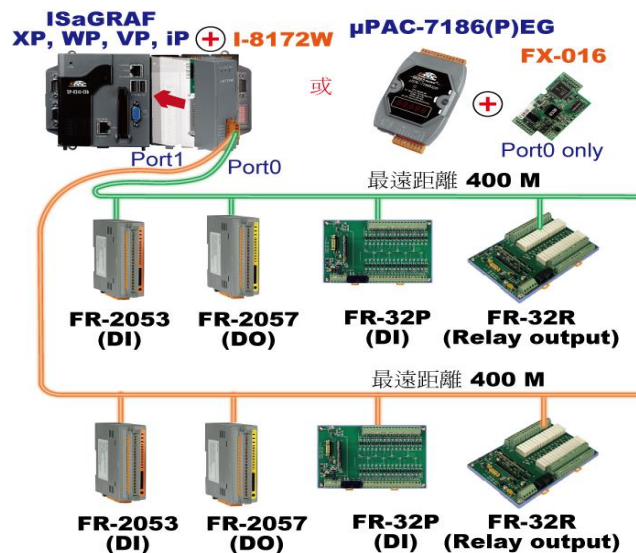 ISaGRAF
XP, WP, VP, iP + I-8172W
或
µPAC-7186(P)EG
+
FX-016
Port0 only
Port1
Port0
最遠距離 400 M
FR-2053
(DI)
FR-2057
(DO)
FR-32P
(DI)
FR-32R
(Relay output)
最遠距離 400 M
FR-2053
(DI)
FR-2057
(DO)
FR-32P
(DI)
FR-32R
(Relay output)